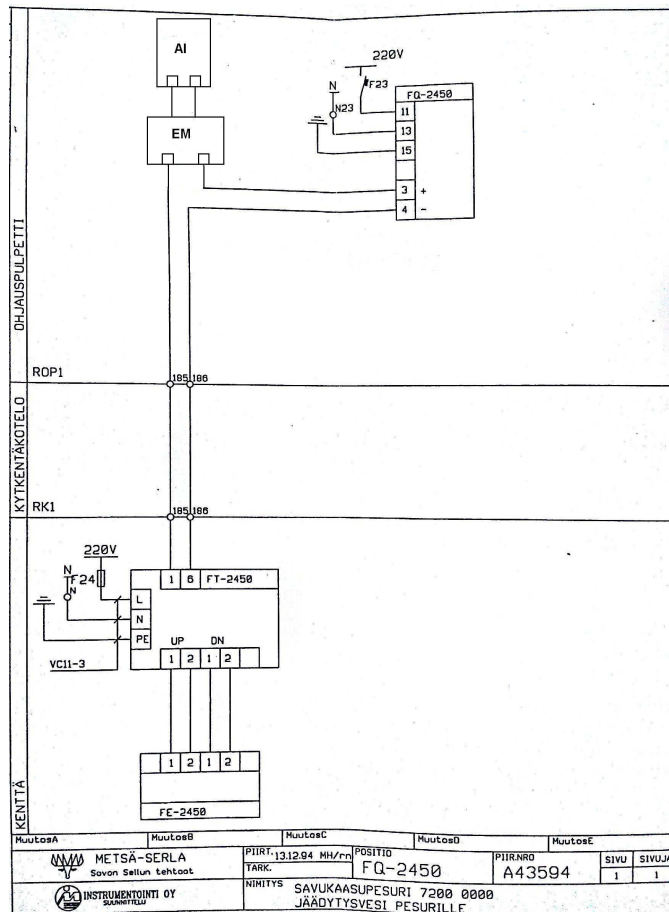 AI
EM
220V
F23
N
N23
FQ-2450
11
13
15
3 +
4 -
OHJAUSPULPETTI
ROP1
185 186
KYTKENTÄKOTELO
RK1
185 186
220V
N
F24
N
1 6 FT-2450
L
N
PE
UP DN
1 2 1 2
VC11-3
1 2 1 2
FE-2450
KENTTÄ
MuutosA MuutosB MuutosC MuutosD MuutosE
METSÄ-SERLA
Savon Sellun tehtaat
PIIRT. 13.12.94 MH/rn
TARK.
POSITIO
FQ-2450
PIIR.NRO
A43594
SIVU
1
SIVUJA
1
INSTRUMENTOINTI OY
SUUNNITTELU
NIMITYS
SAVUKAASUPESURI 7200 0000
JÄÄDYTYSVESI PESURILLE